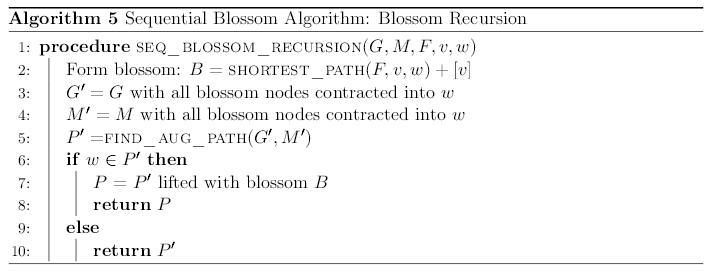 Algorithm 5 Sequential Blossom Algorithm: Blossom Recursion
1: procedure SEQ_BLOSSOM_RECURSION(G, M, F, v, w)
2: Form blossom: B = SHORTEST_PATH(F, v, w) + [v]
3: G′ = G with all blossom nodes contracted into w
4: M′ = M with all blossom nodes contracted into w
5: P′ =FIND_AUG_PATH(G′, M′)
6: if w ∈ P′ then
7: P = P′ lifted with blossom B
8: return P
9: else
10: return P′